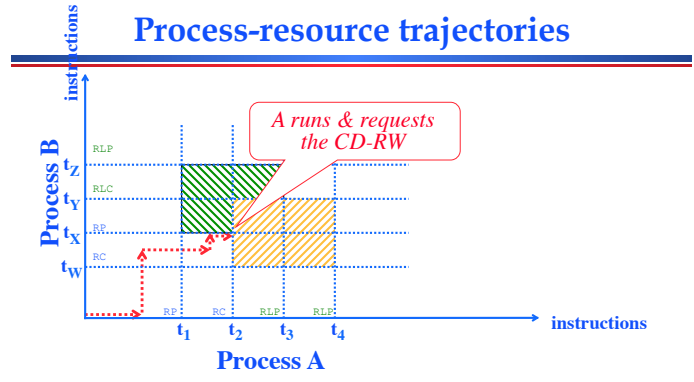 Process-resource trajectories
instructions
A runs & requests
the CD-RW
Process B
RLP
tZ
RLC
tY
RP
tX
RC
tW
RP RC RLP RLP
t1 t2 t3 t4
instructions
Process A